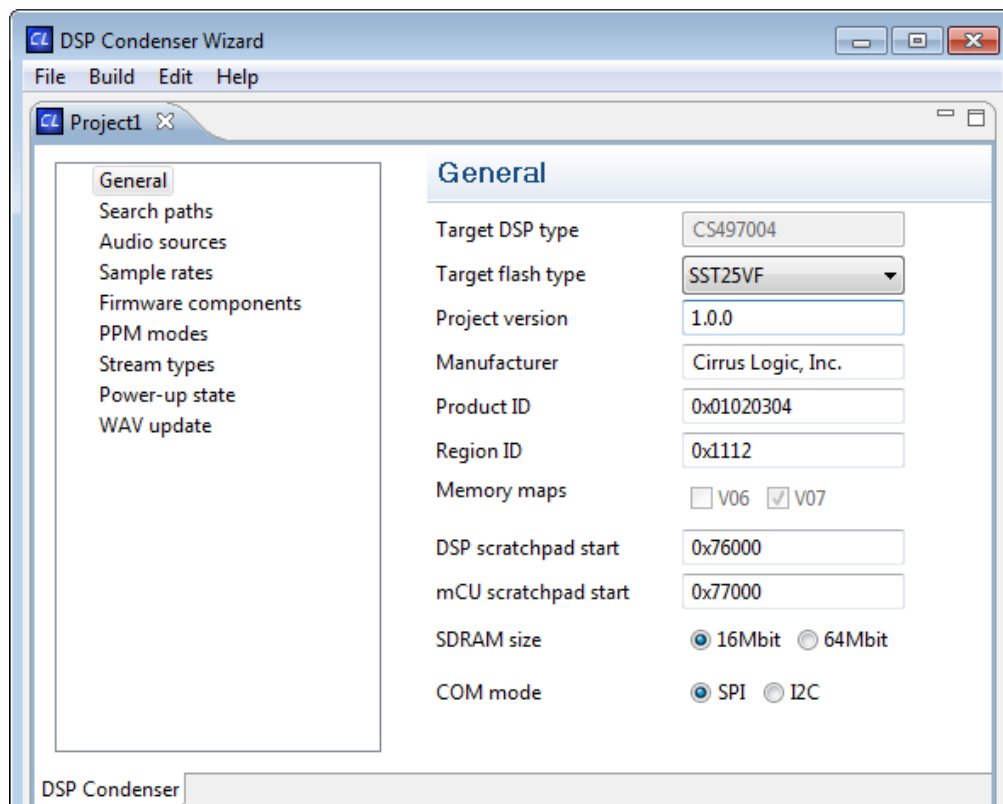 CL DSP Condenser Wizard
File Build Edit Help
CL Project1
General
Search paths
Audio sources
Sample rates
Firmware components
PPM modes
Stream types
Power-up state
WAV update
General
Target DSP type CS497004
Target flash type SST25VF
Project version 1.0.0
Manufacturer Cirrus Logic, Inc.
Product ID 0x01020304
Region ID 0x1112
Memory maps V06 V07
DSP scratchpad start 0x76000
mCU scratchpad start 0x77000
SDRAM size 16Mbit 64Mbit
COM mode SPI I2C
DSP Condenser